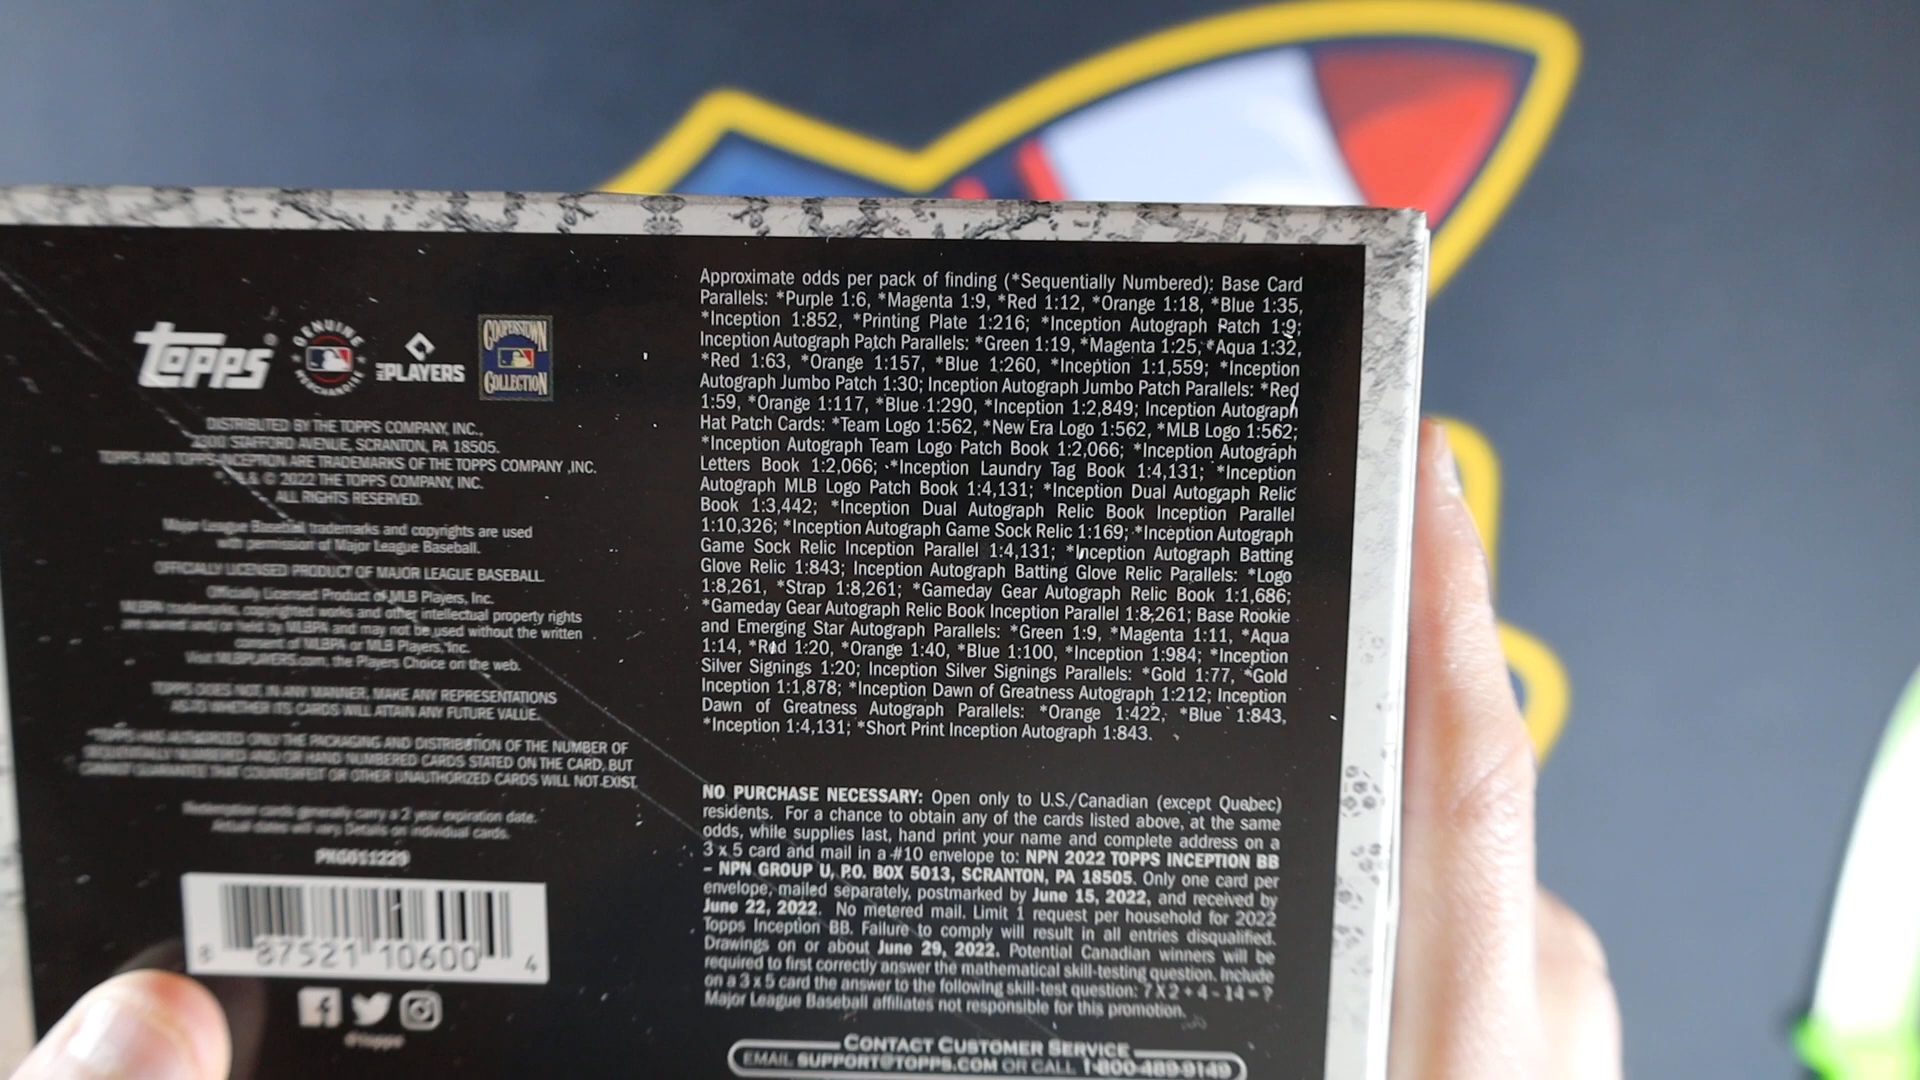 TOPPS
GENUINE MERCHANDISE
MLB PLAYERS
COOPERSTOWN
COLLECTION
DISTRIBUTED BY THE TOPPS COMPANY, INC.,
STAFFORD AVENUE, SCRANTON, PA 18505.
TOPPS AND TOPPS INCEPTION ARE TRADEMARKS OF THE TOPPS COMPANY ,INC.
© 2022 THE TOPPS COMPANY, INC.
ALL RIGHTS RESERVED.
Major League Baseball trademarks and copyrights are used
with permission of Major League Baseball.
OFFICIALLY LICENSED PRODUCT OF MAJOR LEAGUE BASEBALL.
Officially Licensed Product of MLB Players, Inc.
MLBPA trademarks, copyrighted works and other intellectual property rights
are owned and/or held by MLBPA and may not be used without the written
consent of MLBPA or MLB Players, Inc.
Visit MLBPLAYERS.com, the Players Choice on the web.
TOPPS DOES NOT, IN ANY MANNER, MAKE ANY REPRESENTATIONS
AS TO WHETHER ITS CARDS WILL ATTAIN ANY FUTURE VALUE.
*TOPPS HAS AUTHORIZED ONLY THE PACKAGING AND DISTRIBUTION OF THE NUMBER OF
SEQUENTIALLY NUMBERED AND/OR HAND NUMBERED CARDS STATED ON THE CARD, BUT
CANNOT GUARANTEE THAT COUNTERFEIT OR OTHER UNAUTHORIZED CARDS WILL NOT EXIST.
Redemption cards generally carry a 2 year expiration date.
Actual dates will vary. Details on individual cards.
PKG011229
8 87521 10600 4
@topps
Approximate odds per pack of finding (*Sequentially Numbered): Base Card
Parallels: *Purple 1:6, *Magenta 1:9, *Red 1:12, *Orange 1:18, *Blue 1:35,
*Inception 1:852, *Printing Plate 1:216; *Inception Autograph Patch 1:9;
Inception Autograph Patch Parallels: *Green 1:19, *Magenta 1:25, *Aqua 1:32,
*Red 1:63, *Orange 1:157, *Blue 1:260, *Inception 1:1,559; *Inception
Autograph Jumbo Patch 1:30; Inception Autograph Jumbo Patch Parallels: *Red
1:59, *Orange 1:117, *Blue 1:290, *Inception 1:2,849; Inception Autograph
Hat Patch Cards: *Team Logo 1:562, *New Era Logo 1:562, *MLB Logo 1:562;
*Inception Autograph Team Logo Patch Book 1:2,066; *Inception Autograph
Letters Book 1:2,066; *Inception Laundry Tag Book 1:4,131; *Inception
Autograph MLB Logo Patch Book 1:4,131; *Inception Dual Autograph Relic
Book 1:3,442; *Inception Dual Autograph Relic Book Inception Parallel
1:10,326; *Inception Autograph Game Sock Relic 1:169; *Inception Autograph
Game Sock Relic Inception Parallel 1:4,131; *Inception Autograph Batting
Glove Relic 1:843; Inception Autograph Batting Glove Relic Parallels: *Logo
1:8,261, *Strap 1:8,261; *Gameday Gear Autograph Relic Book 1:1,686;
*Gameday Gear Autograph Relic Book Inception Parallel 1:8,261; Base Rookie
and Emerging Star Autograph Parallels: *Green 1:9, *Magenta 1:11, *Aqua
1:14, *Red 1:20, *Orange 1:40, *Blue 1:100, *Inception 1:984; *Inception
Silver Signings 1:20; Inception Silver Signings Parallels: *Gold 1:77, *Gold
Inception 1:1,878; *Inception Dawn of Greatness Autograph 1:212; Inception
Dawn of Greatness Autograph Parallels: *Orange 1:422, *Blue 1:843,
*Inception 1:4,131; *Short Print Inception Autograph 1:843.
NO PURCHASE NECESSARY: Open only to U.S./Canadian (except Quebec)
residents. For a chance to obtain any of the cards listed above, at the same
odds, while supplies last, hand print your name and complete address on a
3 x 5 card and mail in a #10 envelope to: NPN 2022 TOPPS INCEPTION BB
– NPN GROUP U, P.O. BOX 5013, SCRANTON, PA 18505. Only one card per
envelope, mailed separately, postmarked by June 15, 2022, and received by
June 22, 2022. No metered mail. Limit 1 request per household for 2022
Topps Inception BB. Failure to comply will result in all entries disqualified.
Drawings on or about June 29, 2022. Potential Canadian winners will be
required to first correctly answer the mathematical skill-testing question. Include
on a 3 x 5 card the answer to the following skill-test question: 7 X 2 + 4 - 14 = ?
Major League Baseball affiliates not responsible for this promotion.
CONTACT CUSTOMER SERVICE
EMAIL SUPPORT@TOPPS.COM OR CALL 1-800-489-9149